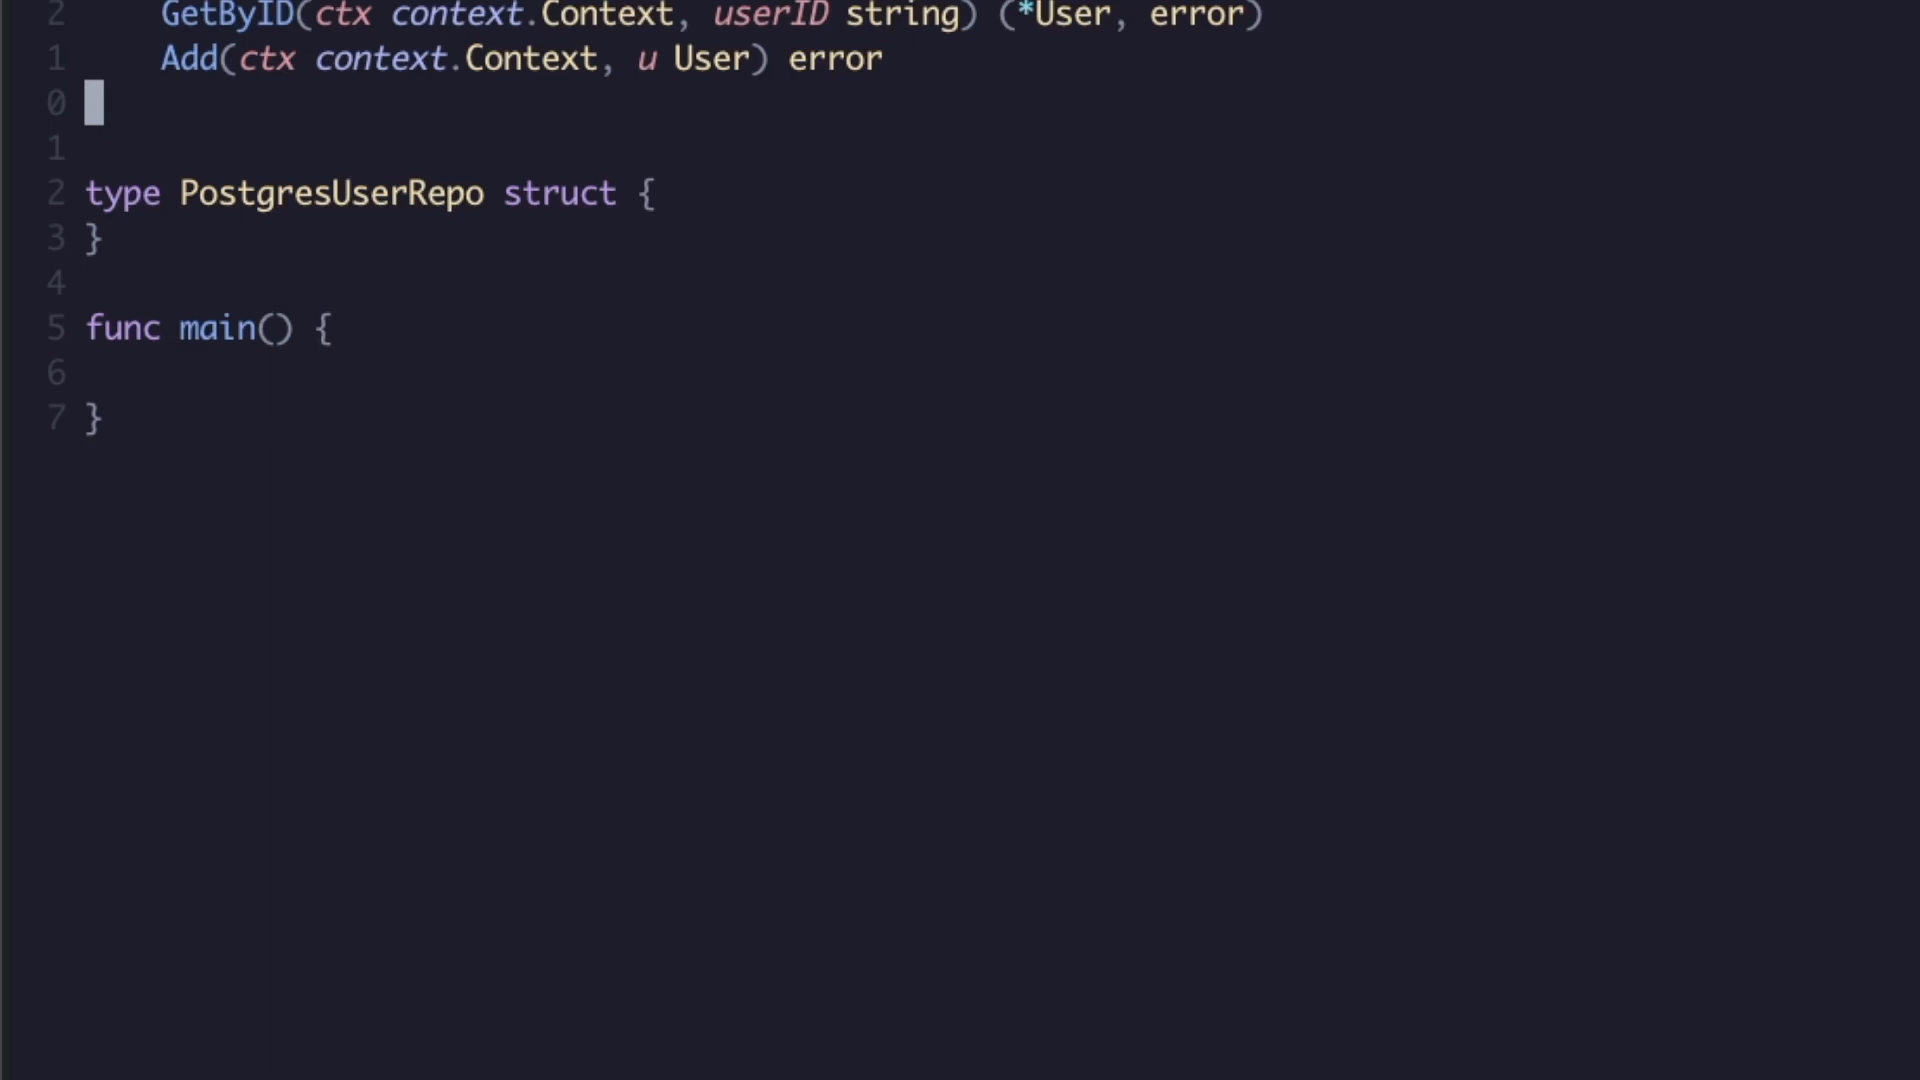 2 GetByID(ctx context.Context, userID string) (*User, error)
1 Add(ctx context.Context, u User) error
0
1
2 type PostgresUserRepo struct {
3 }
4
5 func main() {
6
7 }